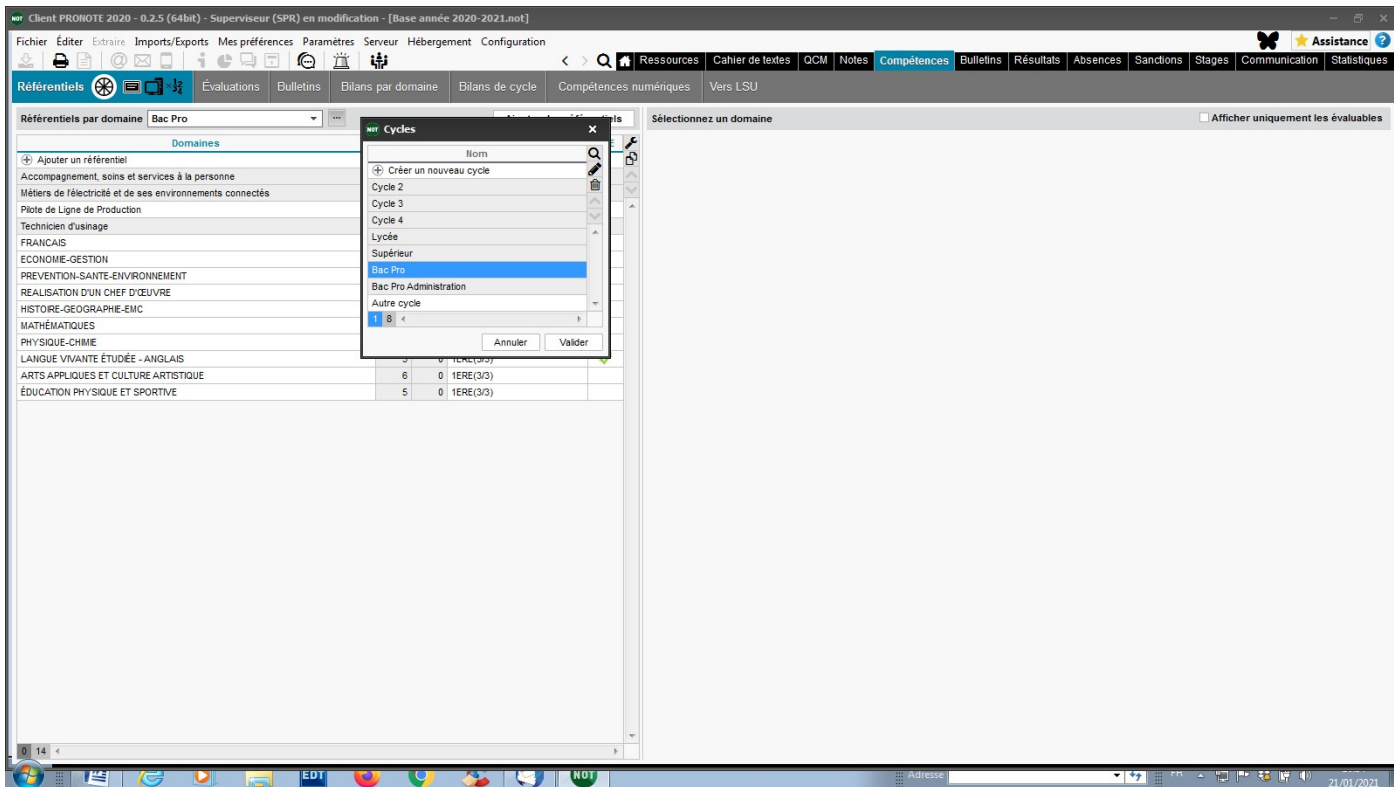 Client PRONOTE 2020 - 0.2.5 (64bit) - Superviseur (SPR) en modification - [Base année 2020-2021.not]
Fichier Éditer Extraire Imports/Exports Mes préférences Paramètres Serveur Hébergement Configuration
Assistance ?
Ressources Cahier de textes QCM Notes Compétences Bulletins Résultats Absences Sanctions Stages Communication Statistiques
Référentiels Évaluations Bulletins Bilans par domaine Bilans de cycle Compétences numériques Vers LSU
Référentiels par domaine Bac Pro ...
Sélectionnez un domaine
Afficher uniquement les évaluables
Domaines
Ajouter un référentiel
Accompagnement, soins et services à la personne
Métiers de l'électricité et de ses environnements connectés
Pilote de Ligne de Production
Technicien d'usinage
FRANCAIS
ECONOMIE-GESTION
PREVENTION-SANTE-ENVIRONNEMENT
REALISATION D'UN CHEF D'ŒUVRE
HISTOIRE-GEOGRAPHIE-EMC
MATHÉMATIQUES
PHYSIQUE-CHIMIE
LANGUE VIVANTE ÉTUDIÉE - ANGLAIS 5 0 1ERE(3/3)
ARTS APPLIQUES ET CULTURE ARTISTIQUE 6 0 1ERE(3/3)
ÉDUCATION PHYSIQUE ET SPORTIVE 5 0 1ERE(3/3)
0 14
NOT Cycles
Nom
Créer un nouveau cycle
Cycle 2
Cycle 3
Cycle 4
Lycée
Supérieur
Bac Pro
Bac Pro Administration
Autre cycle
1 8
Annuler Valider
EDT NOT Adresse FR
21/01/2021